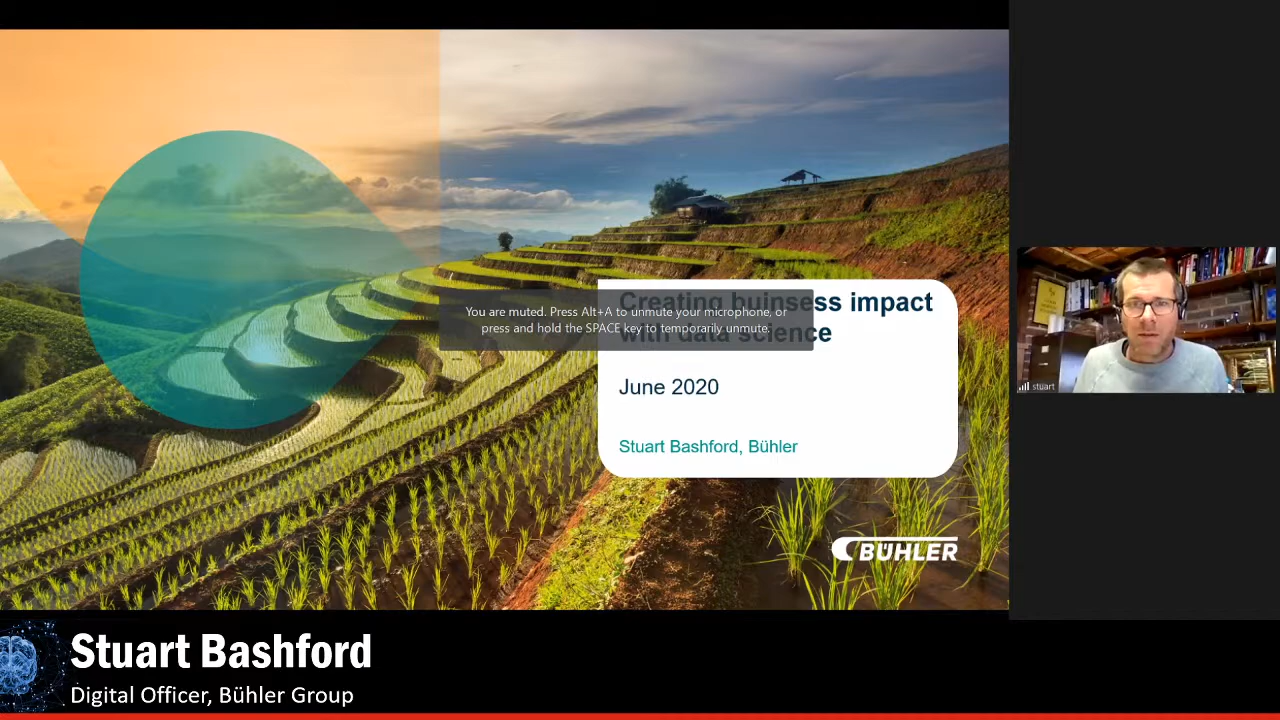 Creating buinsess impact
with data science
You are muted. Press Alt+A to unmute your microphone, or
press and hold the SPACE key to temporarily unmute.
June 2020
Stuart Bashford, Bühler
BÜHLER
stuart
Stuart Bashford
Digital Officer, Bühler Group